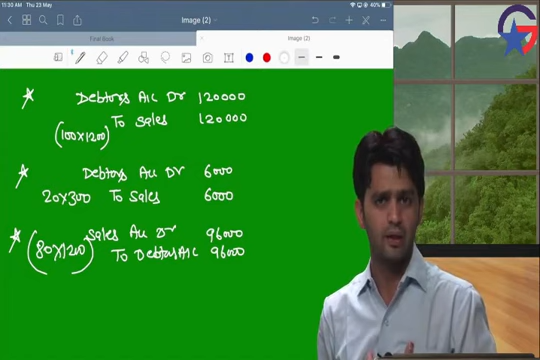 11:33 AM Thu 23 May
40%
Image (2)
Final Book
Image (2)
Debtors A/c Dr 120000
(100x1200) To Sales 120000
Debtors A/c Dr 6000
20x300 To Sales 6000
Sales A/c Dr 96000
(80x1200) To Debtors A/c 96000